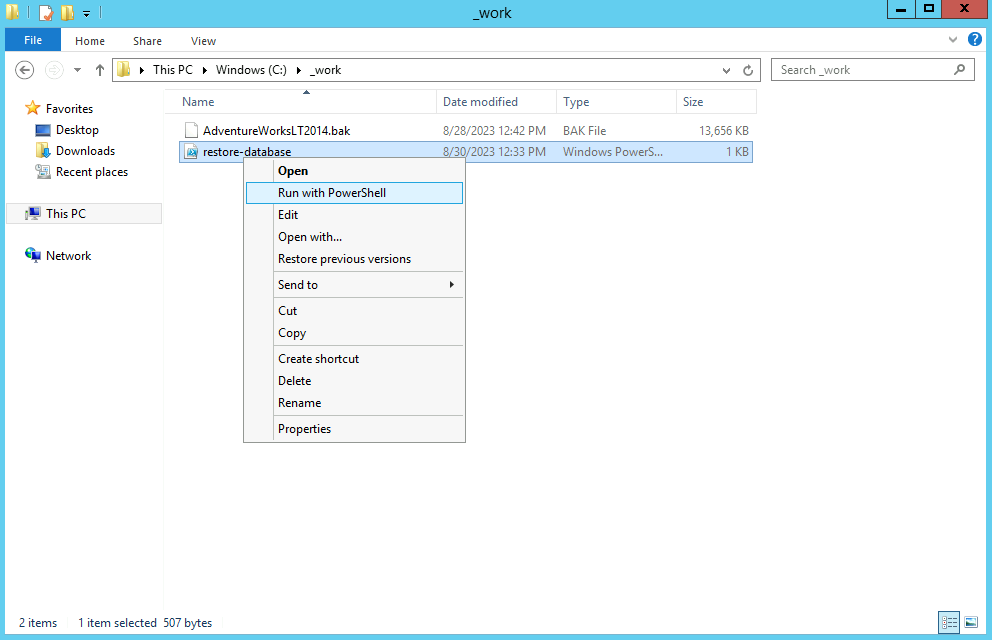 _work
File Home Share View
This PC Windows (C:) _work
Search _work
Name Date modified Type Size
Favorites
Desktop
Downloads
Recent places
This PC
Network
AdventureWorksLT2014.bak 8/28/2023 12:42 PM BAK File 13,656 KB
restore-database 8/30/2023 12:33 PM Windows PowerS... 1 KB
Open
Run with PowerShell
Edit
Open with...
Restore previous versions
Send to
Cut
Copy
Create shortcut
Delete
Rename
Properties
2 items 1 item selected 507 bytes